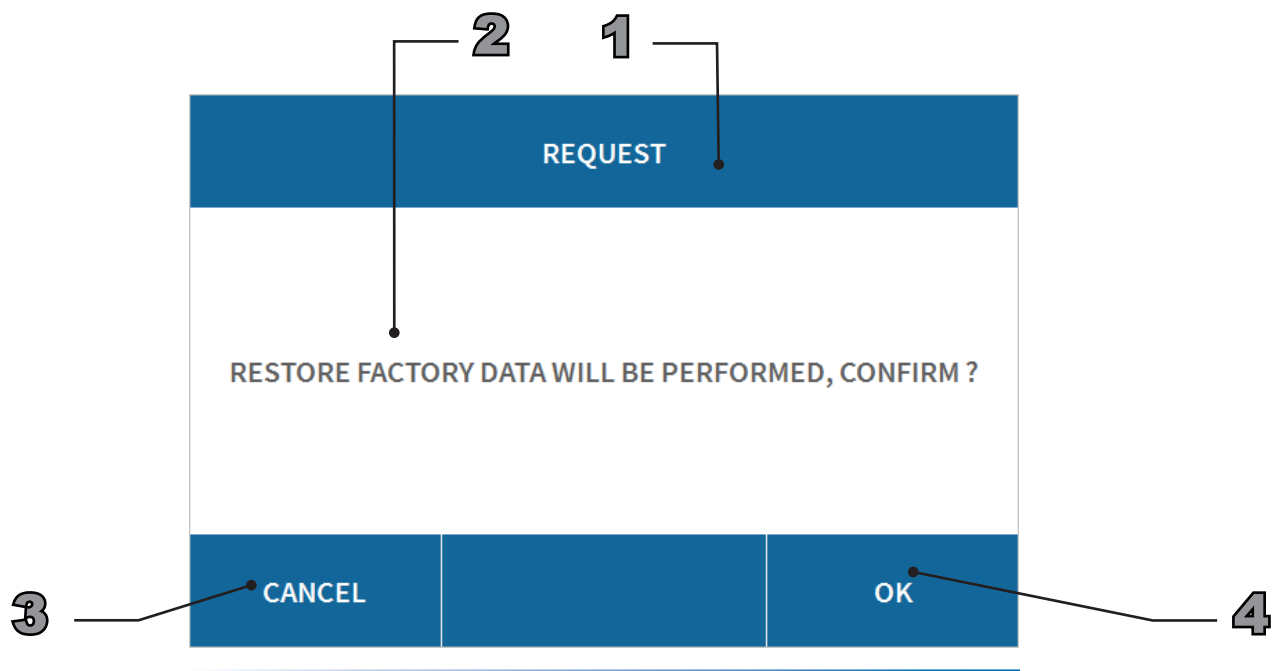 2 1
REQUEST
RESTORE FACTORY DATA WILL BE PERFORMED, CONFIRM ?
3 CANCEL OK 4